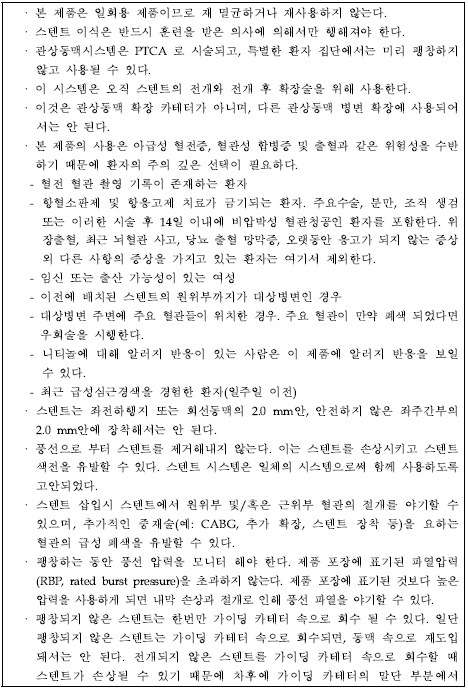 · 본 제품은 일회용 제품이므로 재 멸균하거나 재사용하지 않는다.
· 스텐트 이식은 반드시 훈련을 받은 의사에 의해서만 행해져야 한다.
· 관상동맥시스템은 PTCA 로 시술되고, 특별한 환자 집단에서는 미리 팽창하지
않고 사용될 수 있다.
· 이 시스템은 오직 스텐트의 전개와 전개 후 확장술을 위해 사용한다.
· 이것은 관상동맥 확장 카테터가 아니며, 다른 관상동맥 병변 확장에 사용되어
서는 안 된다.
· 본 제품의 사용은 아급성 혈전증, 혈관성 합병증 및 출혈과 같은 위험성을 수반
하기 때문에 환자의 주의 깊은 선택이 필요하다.
- 혈전 혈관 촬영 기록이 존재하는 환자
- 항혈소판제 및 항응고제 치료가 금기되는 환자. 주요수술, 분만, 조직 생검
또는 이러한 시술 후 14일 이내에 비압박성 혈관청공인 환자를 포함한다. 위
장출혈, 최근 뇌혈관 사고, 당뇨 출혈 망막증, 오랫동안 응고가 되지 않는 증상
외 다른 사항의 증상을 가지고 있는 환자는 여기서 제외한다.
- 임신 또는 출산 가능성이 있는 여성
- 이전에 배치된 스텐트의 원위부까지가 대상병변인 경우
- 대상병변 주변에 주요 혈관들이 위치한 경우. 주요 혈관이 만약 폐색 되었다면
우회술을 시행한다.
- 니티놀에 대해 알러지 반응이 있는 사람은 이 제품에 알러지 반응을 보일
수 있다.
- 최근 급성심근경색을 경험한 환자(일주일 이전)
· 스텐트는 좌전하행지 또는 회선동맥의 2.0 mm안, 안전하지 않은 좌주간부의
2.0 mm안에 장착해서는 안 된다.
· 풍선으로 부터 스텐트를 제거해내지 않는다. 이는 스텐트를 손상시키고 스텐트
색전을 유발할 수 있다. 스텐트 시스템은 일체의 시스템으로써 함께 사용하도록
고안되었다.
· 스텐트 삽입시 스텐트에서 원위부 및/혹은 근위부 혈관의 절개를 야기할 수
있으며, 추가적인 중재술(예: CABG, 추가 확장, 스텐트 장착 등)을 요하는
혈관의 급성 폐색을 유발할 수 있다.
· 팽창하는 동안 풍선 압력을 모니터 해야 한다. 제품 포장에 표기된 파열압력
(RBP, rated burst pressure)을 초과하지 않는다. 제품 포장에 표기된 것보다 높은
압력을 사용하게 되면 내막 손상과 절개로 인해 풍선 파열을 야기할 수 있다.
· 팽창되지 않은 스텐트는 한번만 가이딩 카테터 속으로 회수 될 수 있다. 일단
팽창되지 않은 스텐트는 가이딩 카테터 속으로 회수되면, 동맥 속으로 재도입
돼서는 안 된다. 전개되지 않은 스텐트를 가이딩 카테터 속으로 회수할 때
스텐트가 손상될 수 있기 때문에 차후에 가이딩 카테터의 말단 부분에서